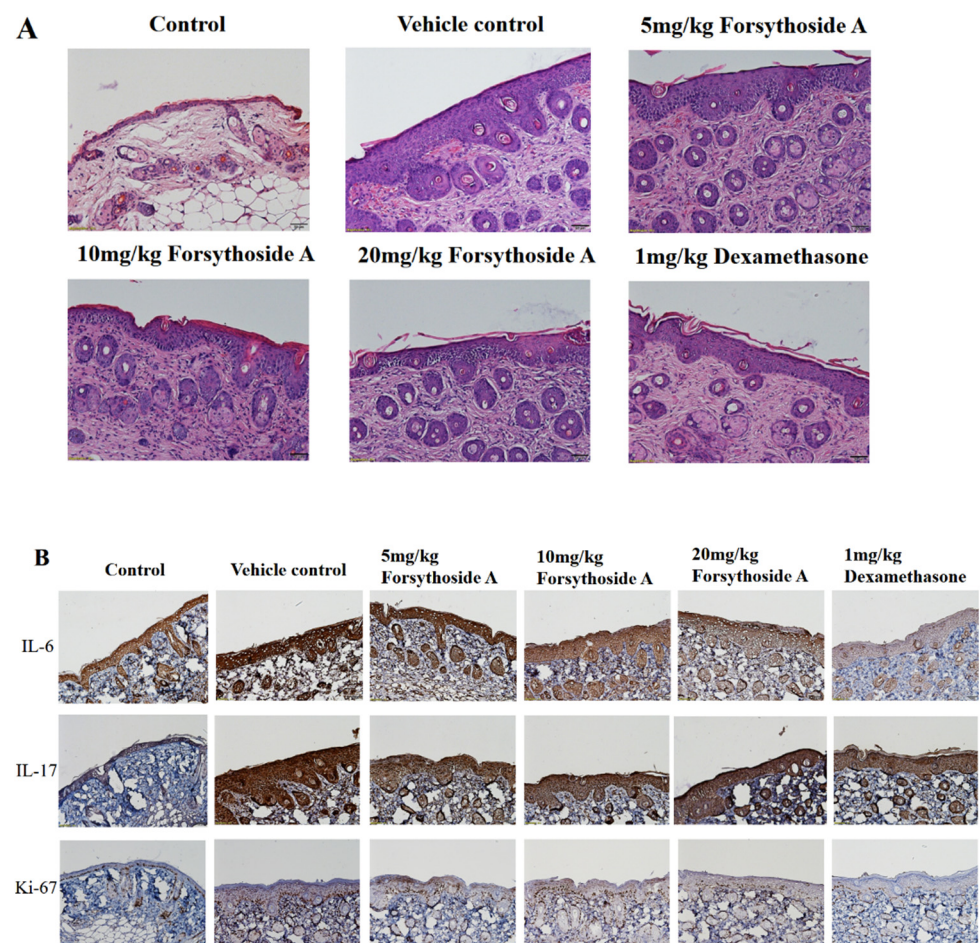 A
Control
Vehicle control
5mg/kg Forsythoside A
10mg/kg Forsythoside A
20mg/kg Forsythoside A
1mg/kg Dexamethasone
B
Control
Vehicle control
5mg/kg
Forsythoside A
10mg/kg
Forsythoside A
20mg/kg
Forsythoside A
1mg/kg
Dexamethasone
IL-6
IL-17
Ki-67